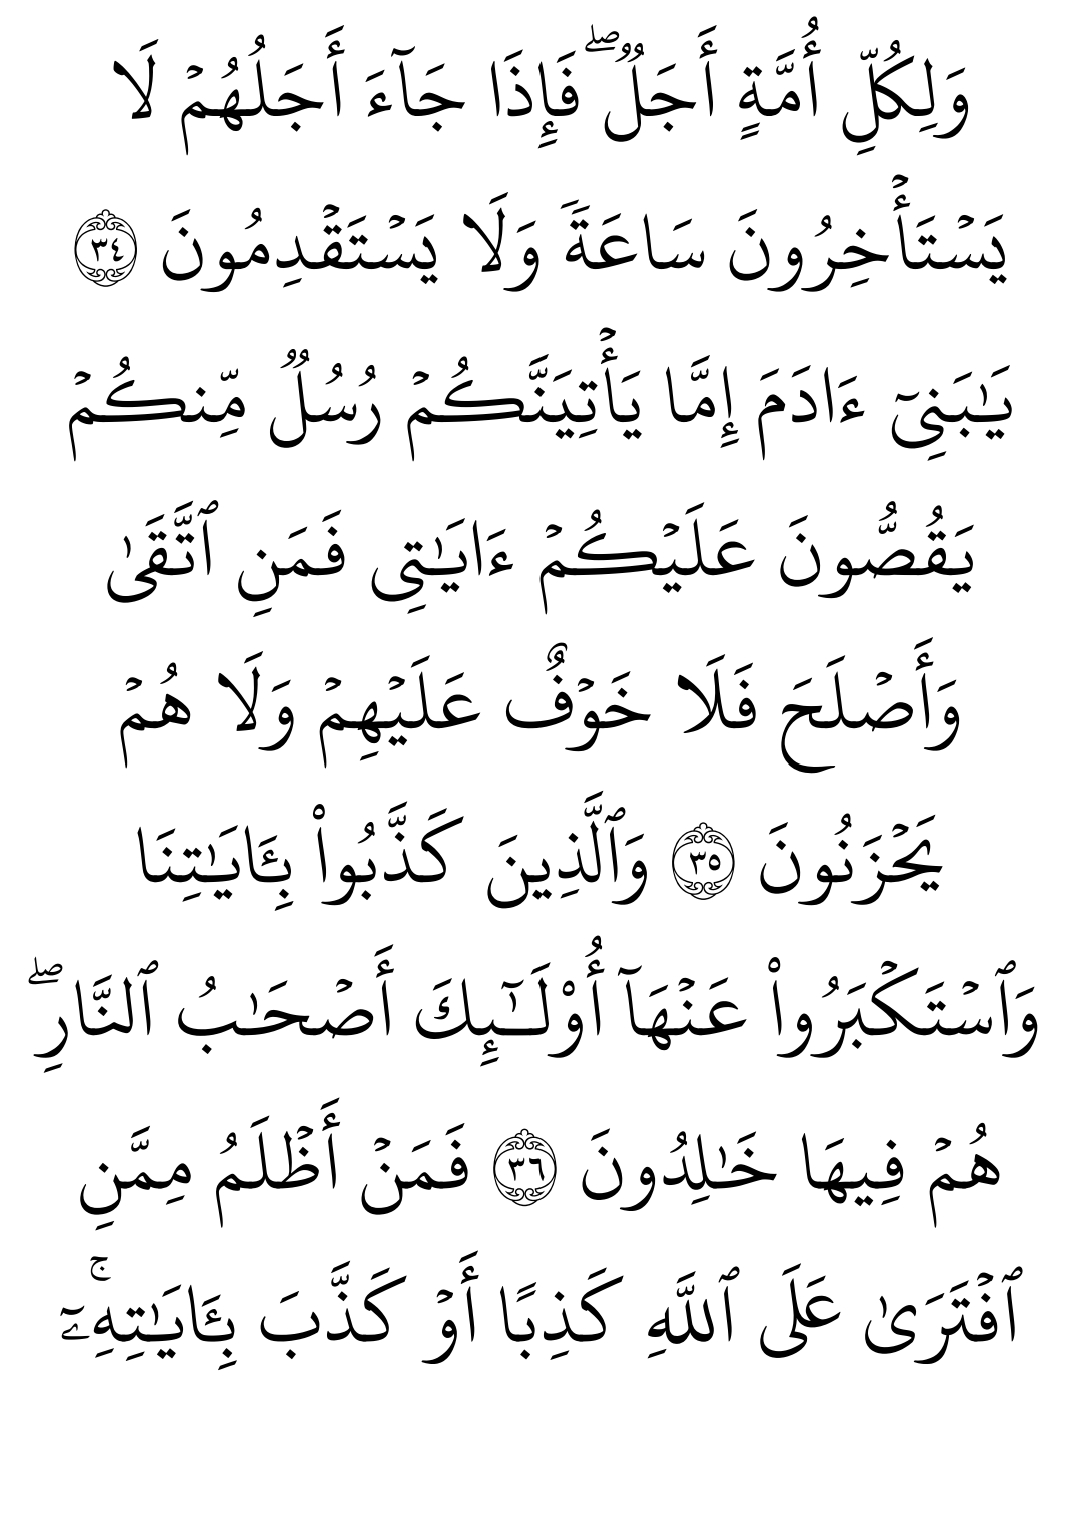 وَلِكُلِّ أُمَّةٍ أَجَلٞۖ فَإِذَا جَآءَ أَجَلُهُمۡ لَا
يَسۡتَأۡخِرُونَ سَاعَةٗ وَلَا يَسۡتَقۡدِمُونَ ٣٤
يَٰبَنِيٓ ءَادَمَ إِمَّا يَأۡتِيَنَّكُمۡ رُسُلٞ مِّنكُمۡ
يَقُصُّونَ عَلَيۡكُمۡ ءَايَٰتِي فَمَنِ ٱتَّقَىٰ
وَأَصۡلَحَ فَلَا خَوۡفٌ عَلَيۡهِمۡ وَلَا هُمۡ
يَحۡزَنُونَ ٣٥ وَٱلَّذِينَ كَذَّبُواْ بِـَٔايَٰتِنَا
وَٱسۡتَكۡبَرُواْ عَنۡهَآ أُوْلَٰٓئِكَ أَصۡحَٰبُ ٱلنَّارِۖ
هُمۡ فِيهَا خَٰلِدُونَ ٣٦ فَمَنۡ أَظۡلَمُ مِمَّنِ
ٱفۡتَرَىٰ عَلَى ٱللَّهِ كَذِبًا أَوۡ كَذَّبَ بِـَٔايَٰتِهِۦٓۚ